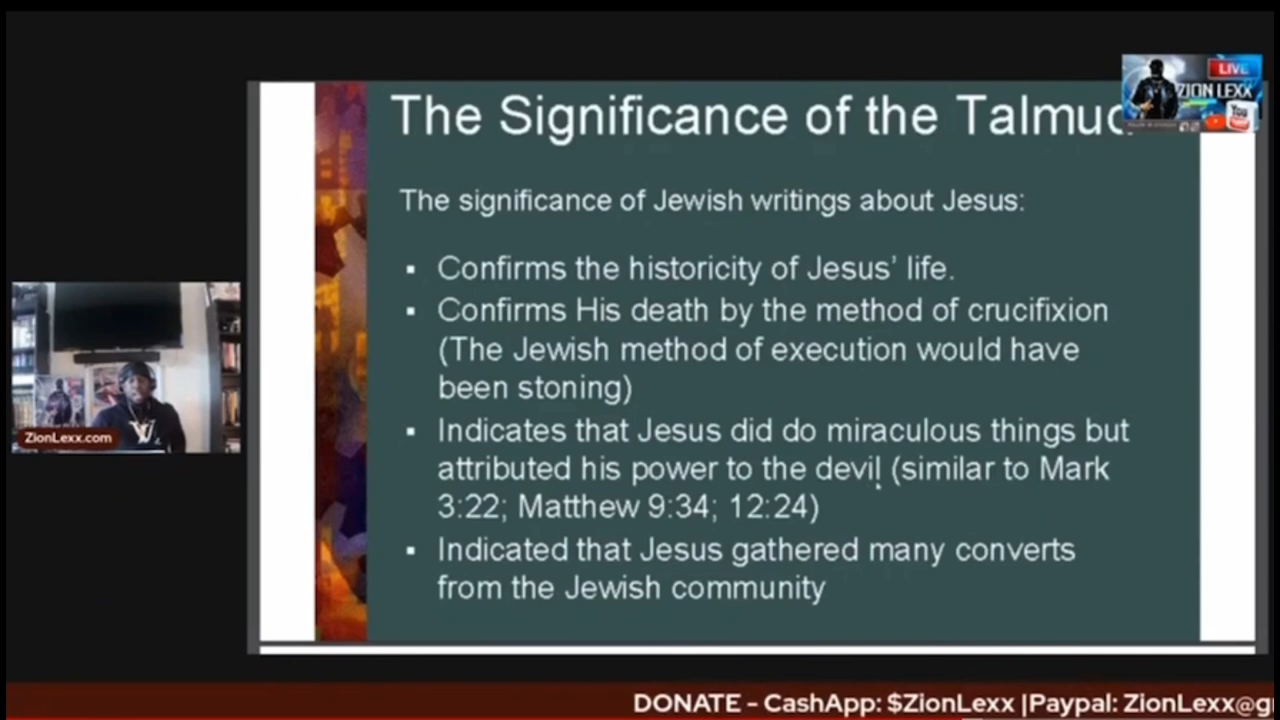 LIVE
ZION LEXX
You
The Significance of the Talmud
The significance of Jewish writings about Jesus:
▪ Confirms the historicity of Jesus' life.
▪ Confirms His death by the method of crucifixion
(The Jewish method of execution would have
been stoning)
▪ Indicates that Jesus did do miraculous things but
attributed his power to the devil (similar to Mark
3:22; Matthew 9:34; 12:24)
▪ Indicated that Jesus gathered many converts
from the Jewish community
ZionLexx.com
DONATE - CashApp: $ZionLexx |Paypal: ZionLexx@g